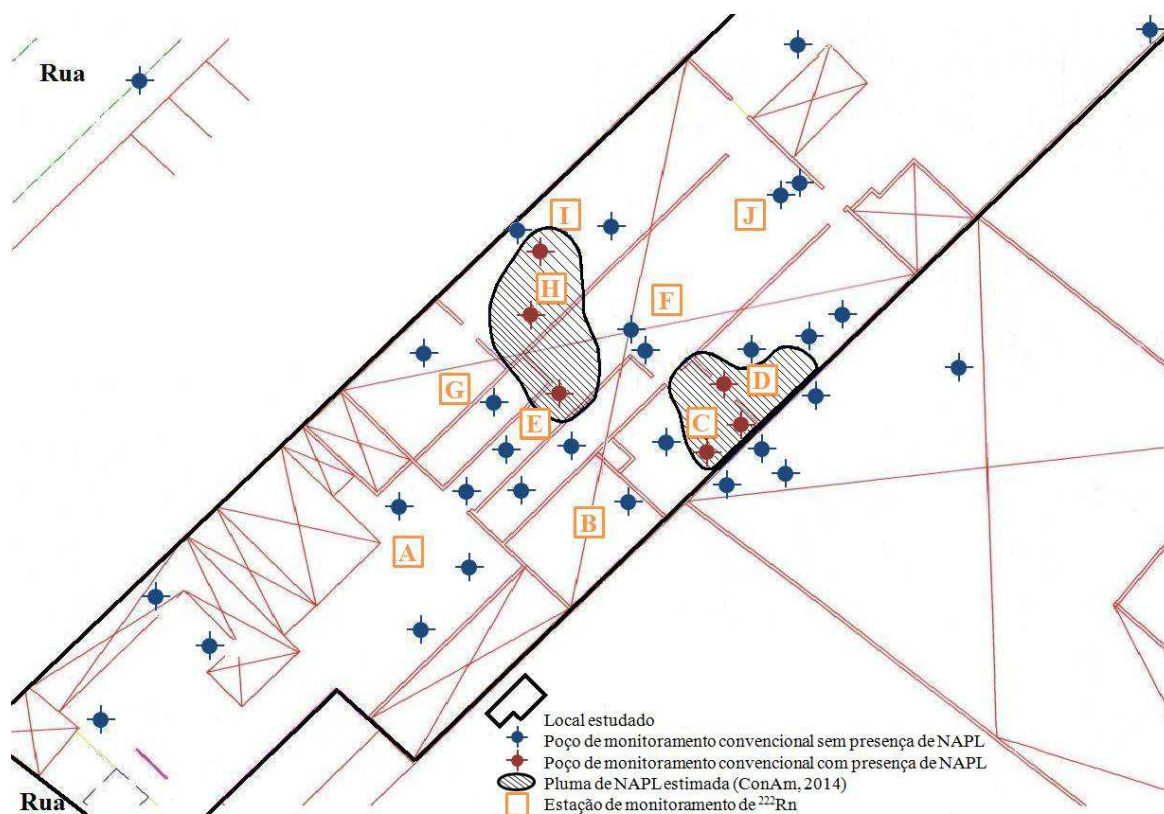 Rua
I
J
H
F
G
D
E
C
B
A
Local estudado
Poço de monitoramento convencional sem presença de NAPL
Poço de monitoramento convencional com presença de NAPL
Pluma de NAPL estimada (ConAm, 2014)
Estação de monitoramento de ²²²Rn
Rua